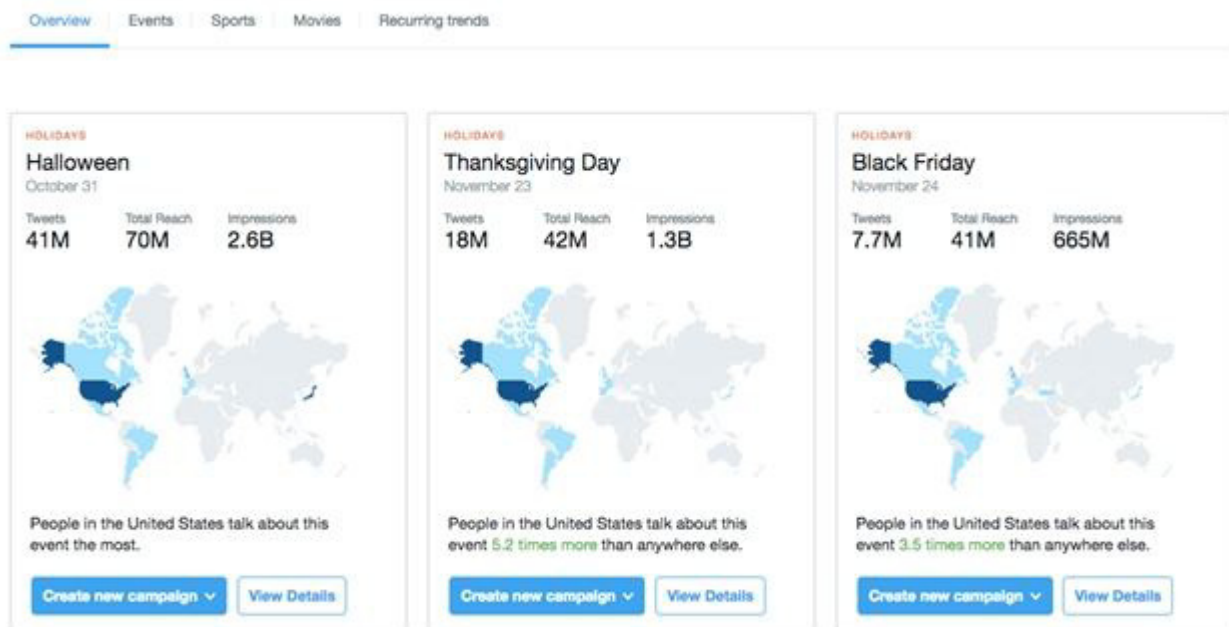 Overview Events Sports Movies Recurring trends
HOLIDAYS
Halloween
October 31
Tweets Total Reach Impressions
41M 70M 2.6B
People in the United States talk about this
event the most.
Create new campaign View Details
HOLIDAYS
Thanksgiving Day
November 23
Tweets Total Reach Impressions
18M 42M 1.3B
People in the United States talk about this
event 5.2 times more than anywhere else.
Create new campaign View Details
HOLIDAYS
Black Friday
November 24
Tweets Total Reach Impressions
7.7M 41M 665M
People in the United States talk about this
event 3.5 times more than anywhere else.
Create new campaign View Details